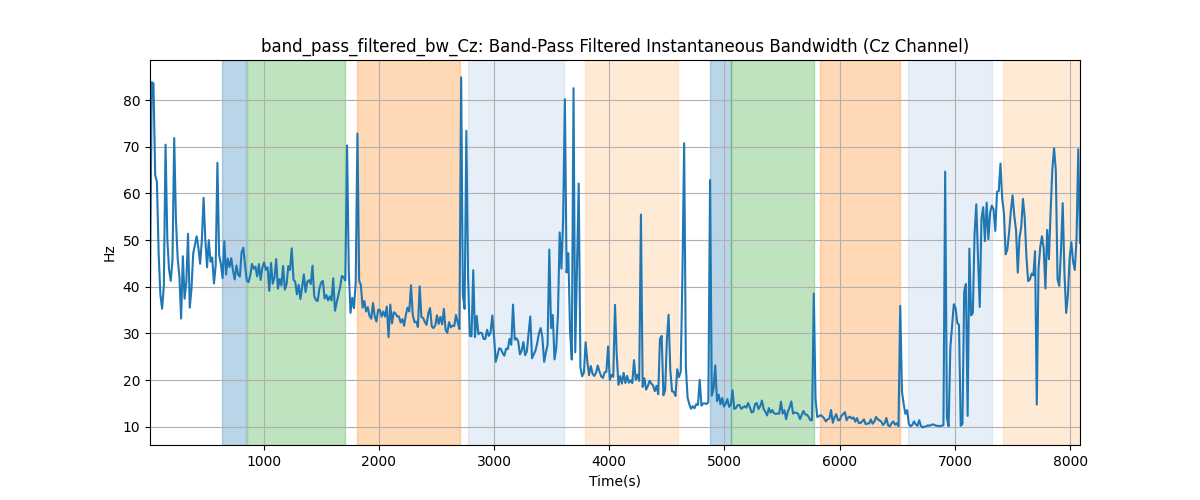 band_pass_filtered_bw_Cz: Band-Pass Filtered Instantaneous Bandwidth (Cz Channel)
80
70
60
50
40
30
20
10
Hz
1000 2000 3000 4000 5000 6000 7000 8000
Time(s)